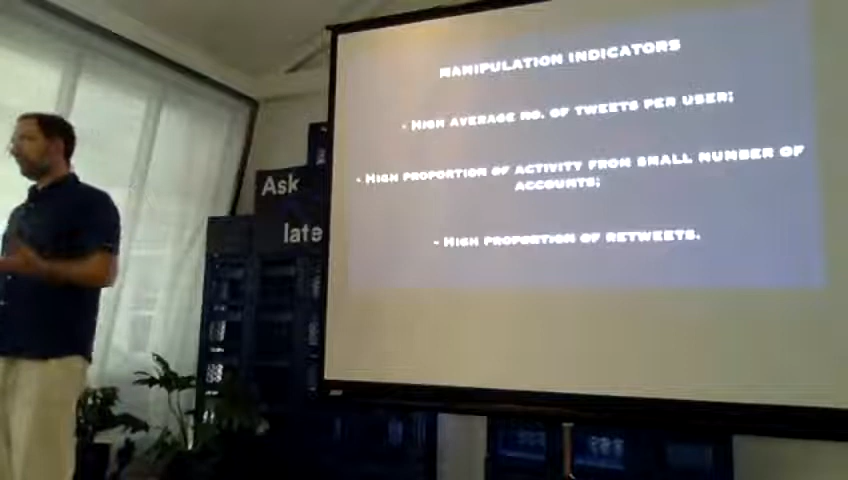 MANIPULATION INDICATORS
- HIGH AVERAGE NO. OF TWEETS PER USER;
- HIGH PROPORTION OF ACTIVITY FROM SMALL NUMBER OF
ACCOUNTS;
- HIGH PROPORTION OF RETWEETS.
Ask
late